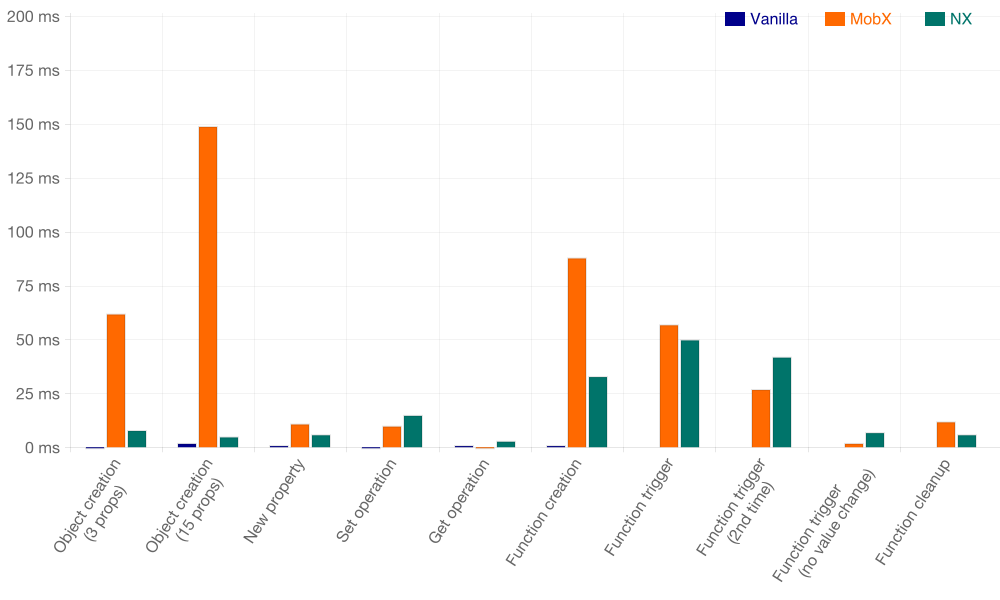 200 ms
175 ms
150 ms
125 ms
100 ms
75 ms
50 ms
25 ms
0 ms
Vanilla
MobX
NX
Object creation
(3 props)
Object creation
(15 props)
New property
Set operation
Get operation
Function creation
Function trigger
Function trigger
(2nd time)
Function trigger
(no value change)
Function cleanup